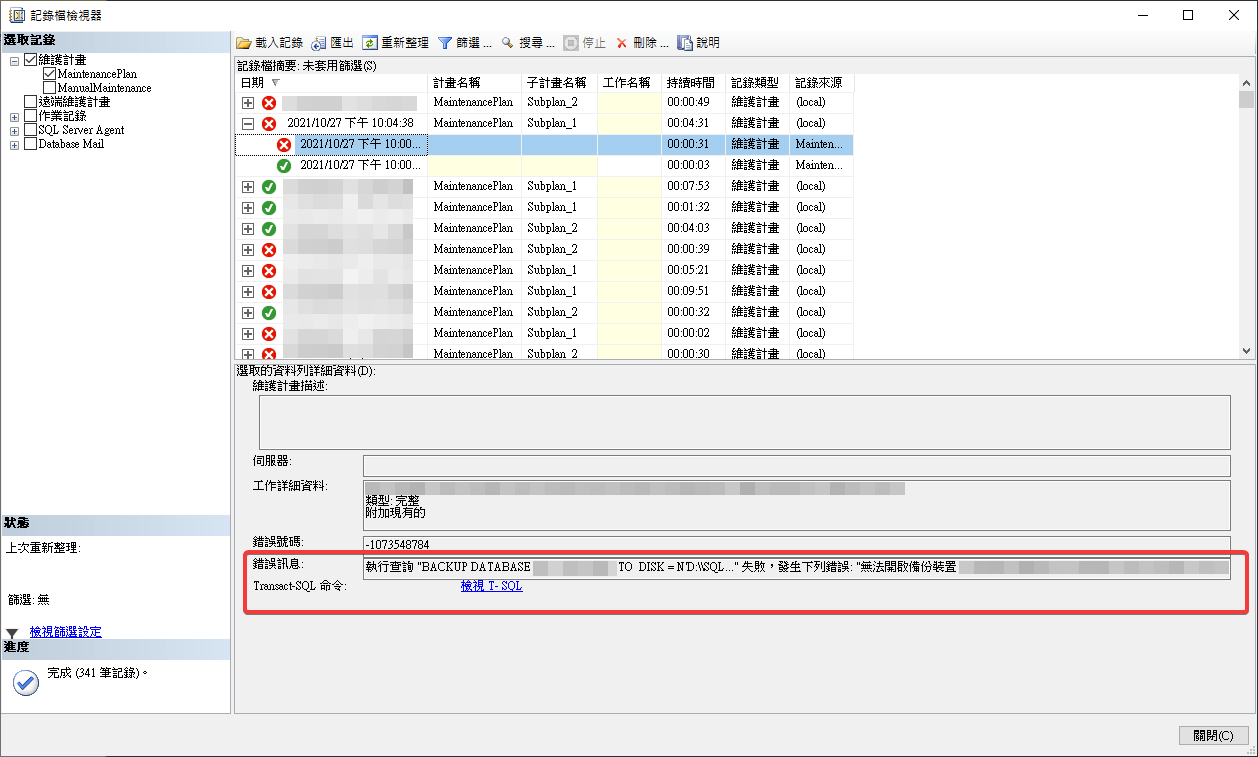 記錄檔檢視器
選取記錄
維護計畫
MaintenancePlan
ManualMaintenance
遠端維護計畫
作業記錄
SQL Server Agent
Database Mail
狀態
上次重新整理:
篩選: 無
檢視篩選設定
進度
完成 (341 筆記錄)。
載入記錄 匯出 重新整理 篩選 ... 搜尋 ... 停止 刪除 ... 說明
記錄檔摘要: 未套用篩選(S)
日期 計畫名稱 子計畫名稱 工作名稱 持續時間 記錄類型 記錄來源
MaintenancePlan Subplan_2 00:00:49 維護計畫 (local)
2021/10/27 下午 10:04:38 MaintenancePlan Subplan_1 00:04:31 維護計畫 (local)
2021/10/27 下午 10:00... 00:00:31 維護計畫 Mainten...
2021/10/27 下午 10:00... 00:00:03 維護計畫 Mainten...
MaintenancePlan Subplan_1 00:07:53 維護計畫 (local)
MaintenancePlan Subplan_1 00:01:39 維護計畫 (local)
MaintenancePlan Subplan_2 00:04:03 維護計畫 (local)
MaintenancePlan Subplan_2 00:00:32 維護計畫 (local)
MaintenancePlan Subplan_1 00:05:21 維護計畫 (local)
MaintenancePlan Subplan_1 00:09:51 維護計畫 (local)
MaintenancePlan Subplan_2 00:00:32 維護計畫 (local)
MaintenancePlan Subplan_1 00:00:03 維護計畫 (local)
MaintenancePlan Subplan_2 00:00:30 維護計畫 (local)
選取的資料列詳細資料(D):
維護計畫描述:
伺服器:
工作詳細資料:
類型: 完整
附加現有的
錯誤號碼: -1073548784
錯誤訊息: 執行查詢 "BACKUP DATABASE TO DISK = N'D:\\SQL..." 失敗，發生下列錯誤: "無法開啟備份裝置
Transact-SQL 命令: 檢視 T- SQL
關閉(C)